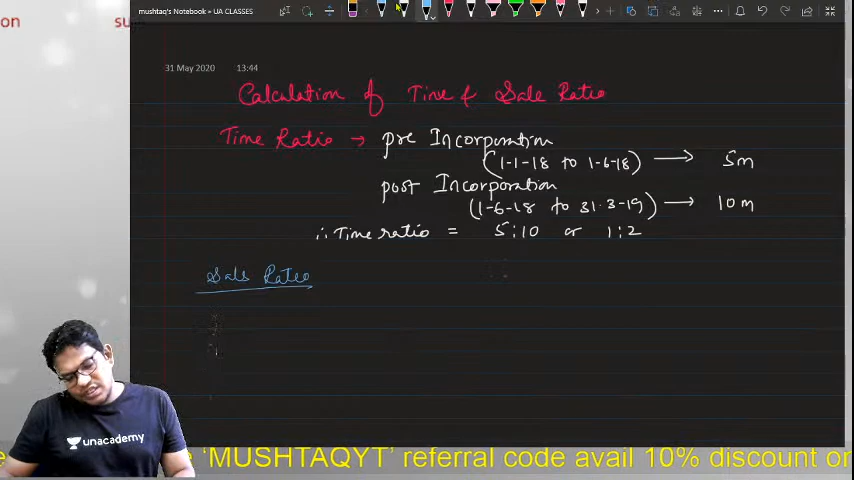 on
su
mushtaq's Notebook » UA CLASSES
31 May 2020 13:44
Calculation of Time & Sale Ratio
Time Ratio → pre Incorporation
(1-1-18 to 1-6-18) → 5m
post Incorporation
(1-6-18 to 31-3-19) → 10m
∴ Time ratio = 5:10 or 1:2
Sale Ratio
unacademy
'MUSHTAQYT' referral code avail 10% discount or